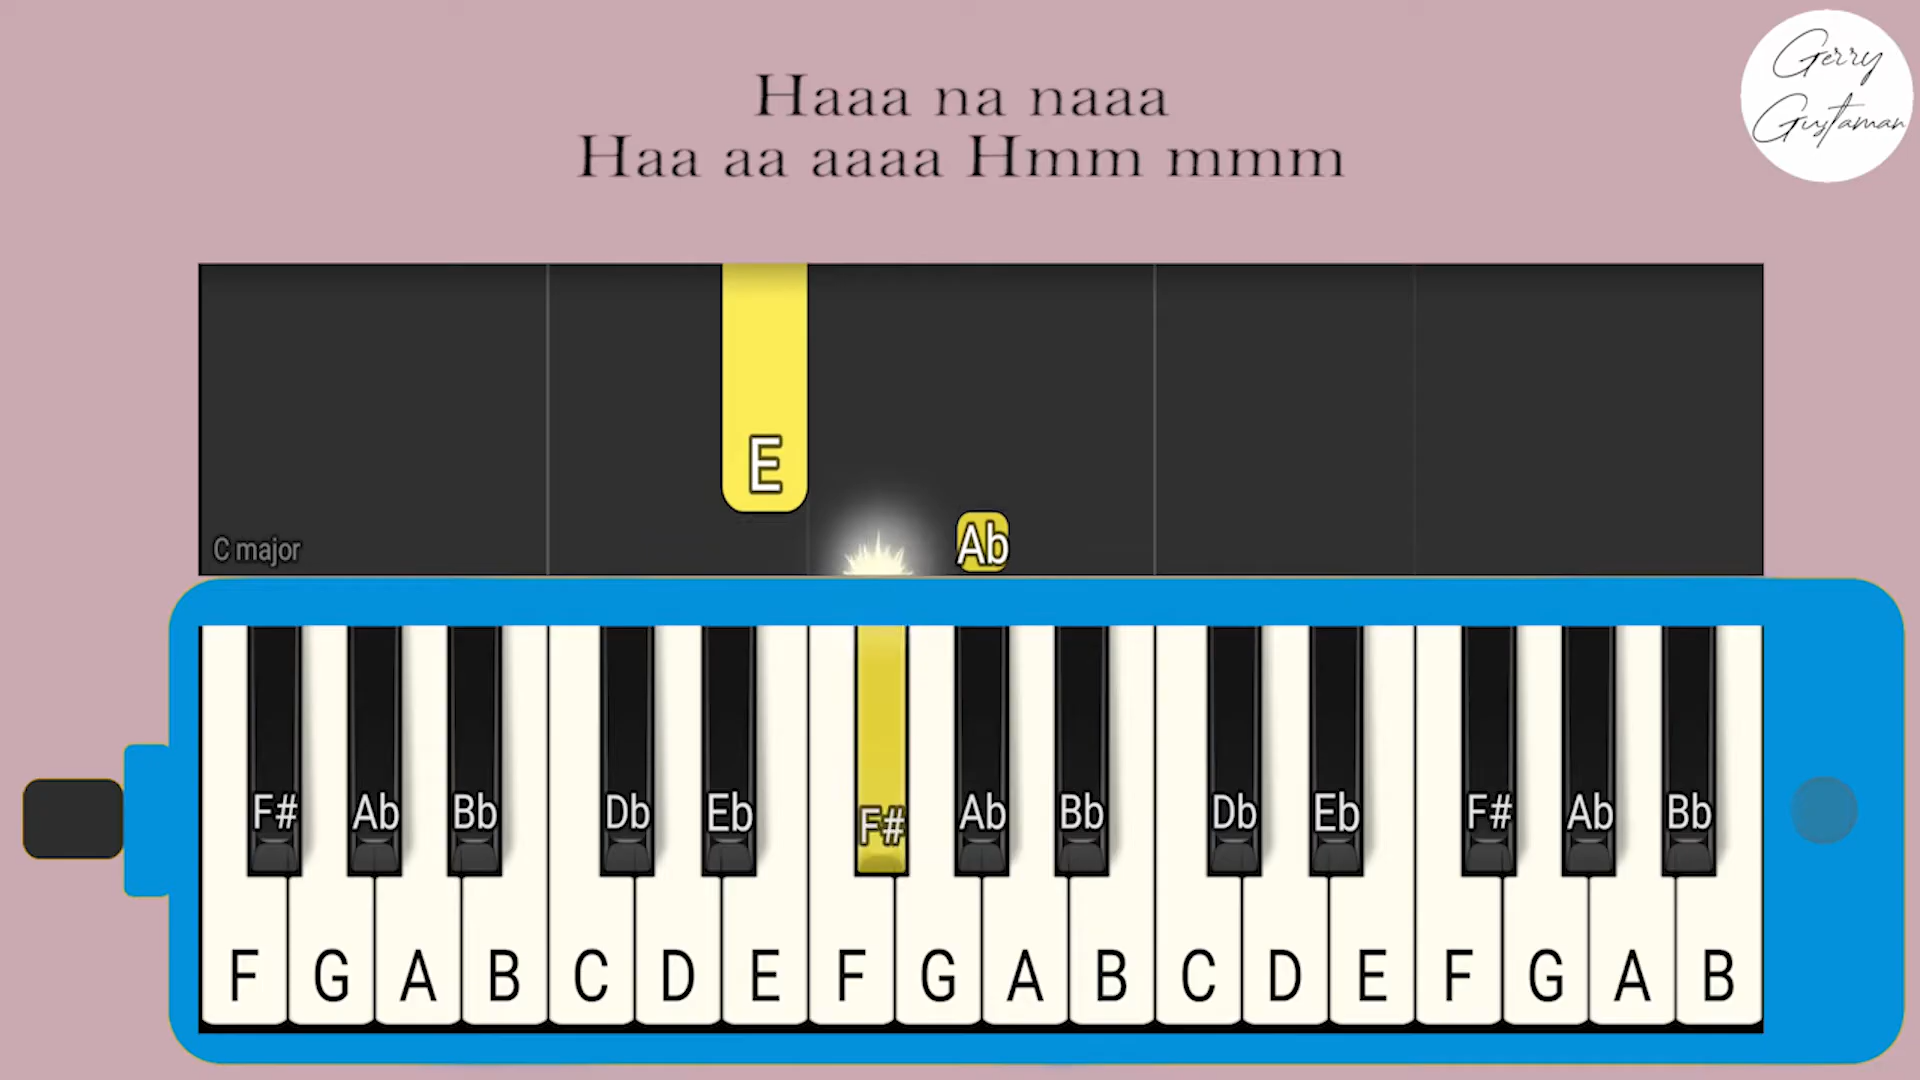 Haaa na naaa
Haa aa aaaa Hmm mmm
Gerry
Gustaman
E
Ab
C major
F# Ab Bb Db Eb F# Ab Bb Db Eb F# Ab Bb
F G A B C D E F G A B C D E F G A B